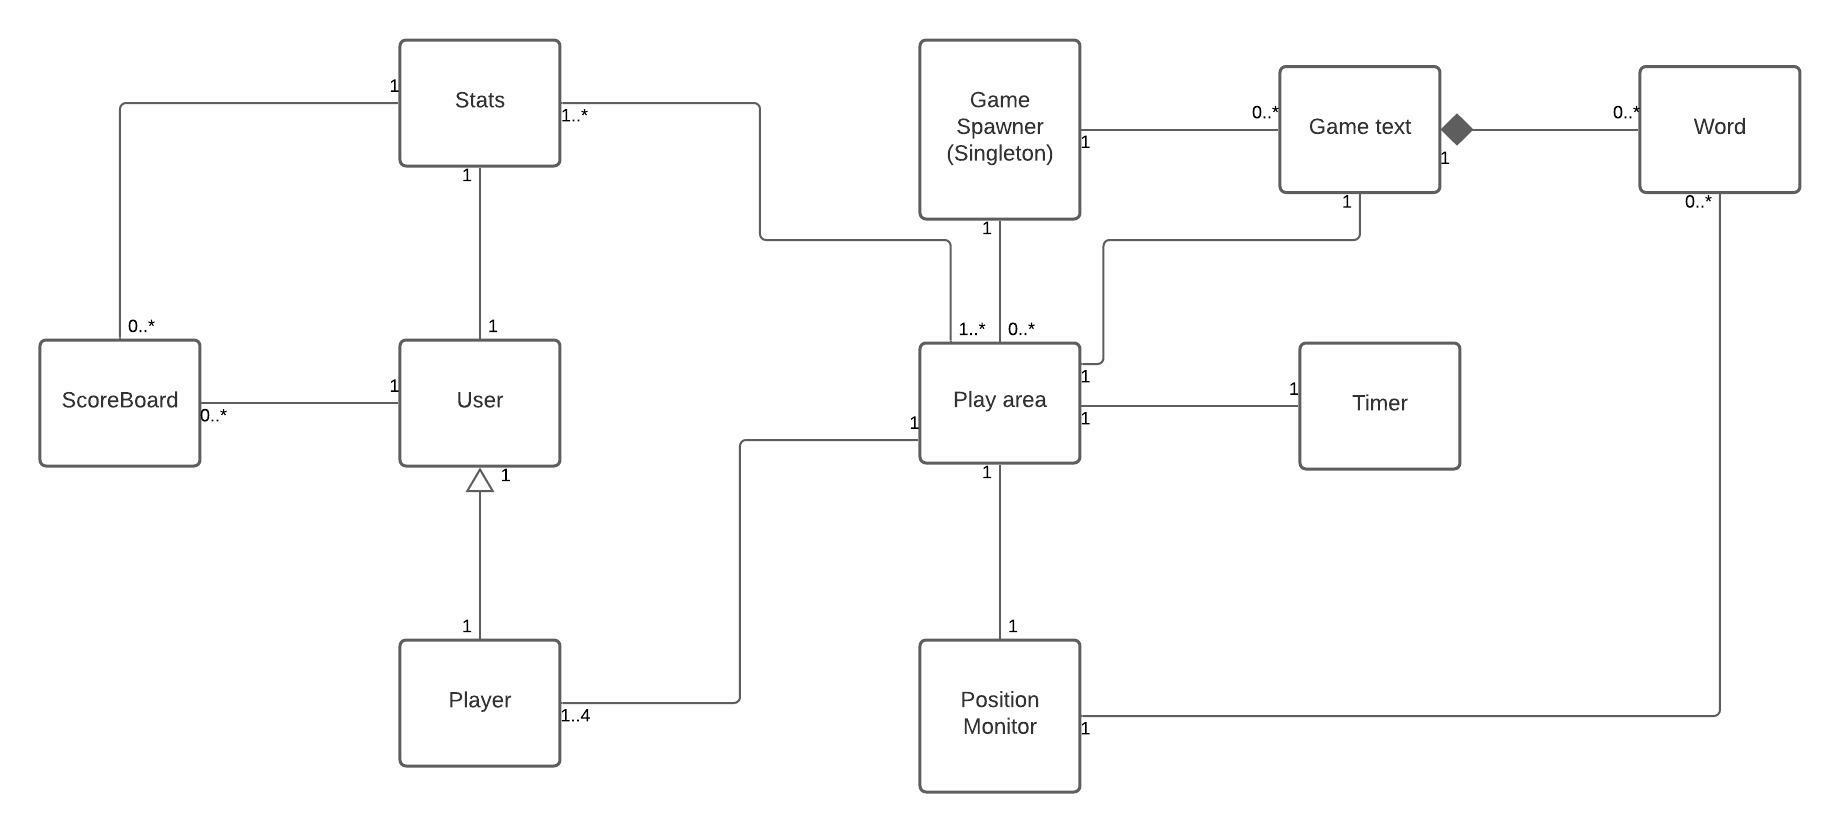 Stats
1
1..*
1
Game
Spawner
(Singleton)
1
1
0..*
Game text
1
1
0..*
Word
0..*
0..*
ScoreBoard
0..*
1
1
User
1
1..*
0..*
Play area
1
1
1
1
1
Timer
1
Player
1..4
1
Position
Monitor
1